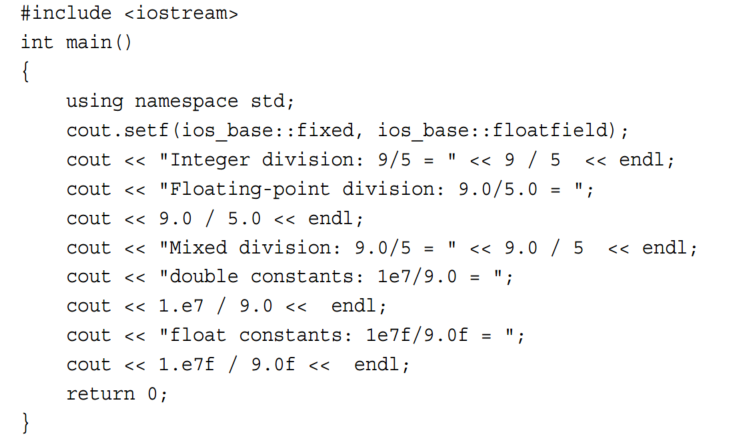 #include <iostream>
int main()
{
    using namespace std;
    cout.setf(ios_base::fixed, ios_base::floatfield);
    cout << "Integer division: 9/5 = " << 9 / 5  << endl;
    cout << "Floating-point division: 9.0/5.0 = ";
    cout << 9.0 / 5.0 << endl;
    cout << "Mixed division: 9.0/5 = " << 9.0 / 5  << endl;
    cout << "double constants: 1e7/9.0 = ";
    cout << 1.e7 / 9.0 <<  endl;
    cout << "float constants: 1e7f/9.0f = ";
    cout << 1.e7f / 9.0f <<  endl;
    return 0;
}